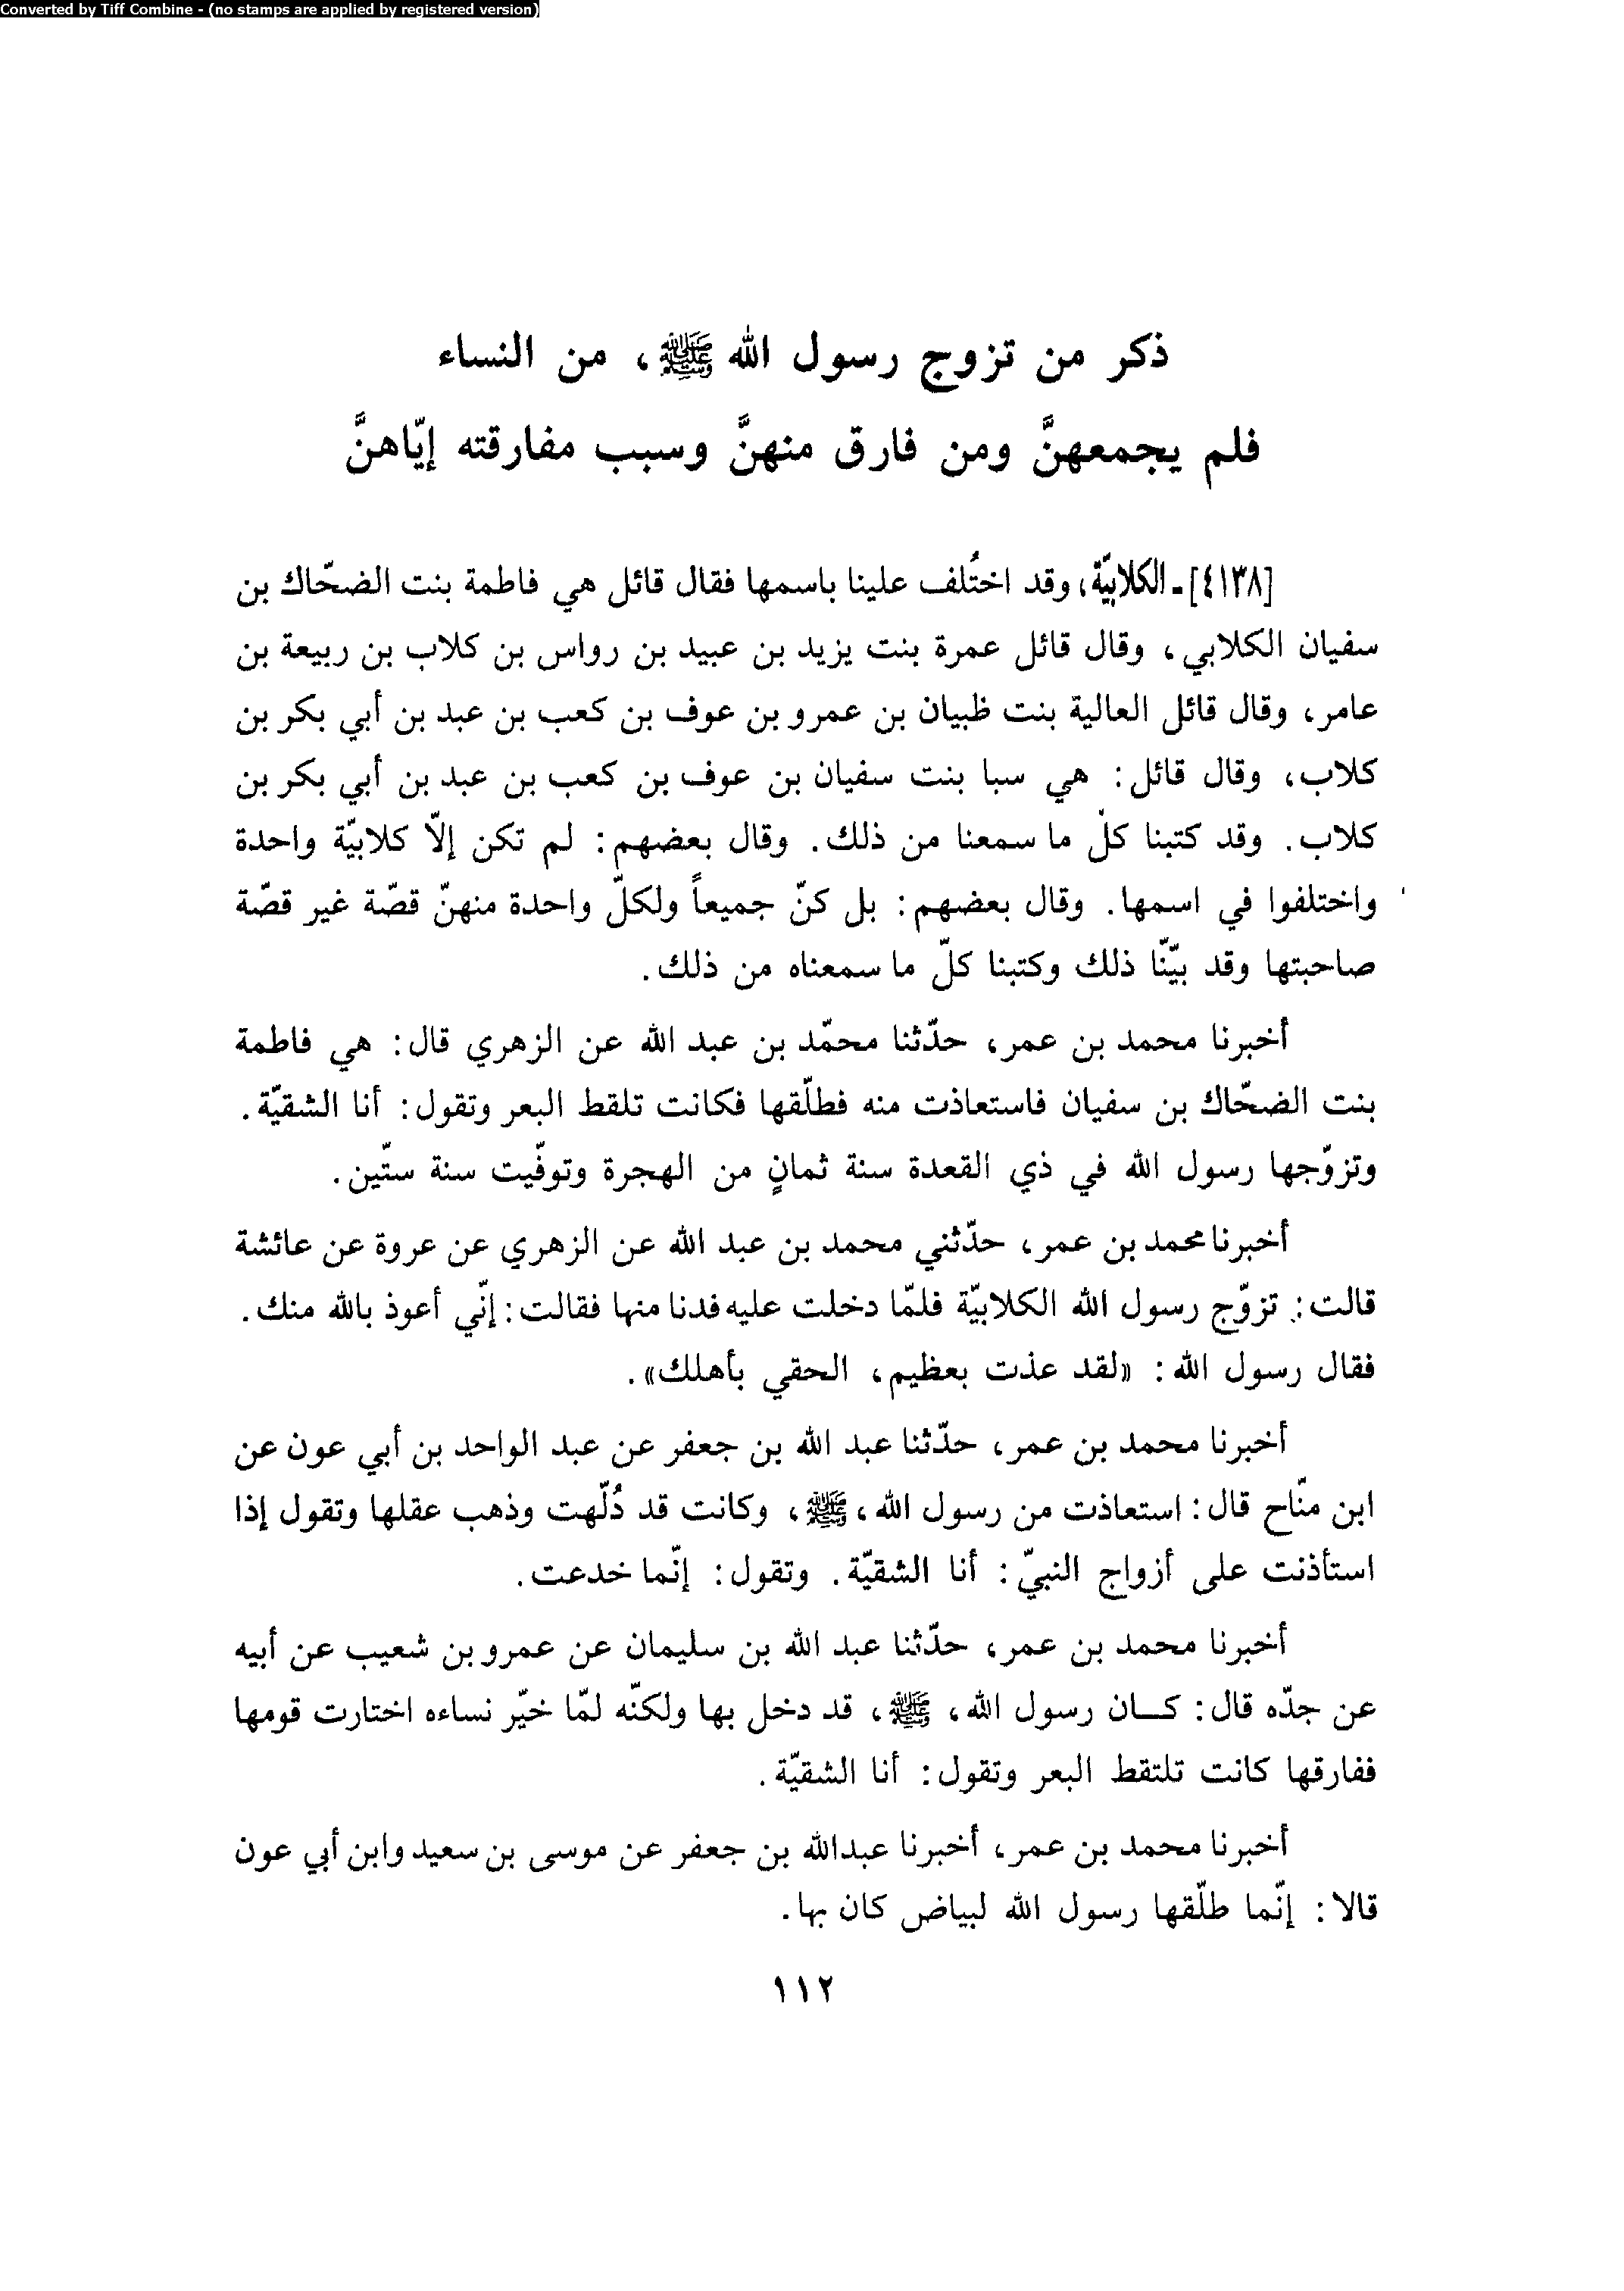 Converted by Tiff Combine - (no stamps are applied by registered version)
ذكر من تزوج رسول الله ﷺ، من النساء
فلم يجمعهنَّ ومن فارق منهنَّ وسبب مفارقته إيّاهنَّ
[٤١٣٨] ـ الكلابيّة، وقد اختُلف علينا باسمها فقال قائل هي فاطمة بنت الضحّاك بن
سفيان الكلابي، وقال قائل عمرة بنت يزيد بن عبيد بن رواس بن كلاب بن ربيعة بن
عامر، وقال قائل العالية بنت ظبيان بن عمرو بن عوف بن كعب بن عبد بن أبي بكر بن
كلاب، وقال قائل: هي سبا بنت سفيان بن عوف بن كعب بن عبد بن أبي بكر بن
كلاب. وقد كتبنا كلّ ما سمعنا من ذلك. وقال بعضهم: لم تكن إلاّ كلابيّة واحدة
واختلفوا في اسمها. وقال بعضهم: بل كنّ جميعاً ولكلّ واحدة منهنّ قصّة غير قصّة
صاحبتها وقد بيّنّا ذلك وكتبنا كلّ ما سمعناه من ذلك.
أخبرنا محمد بن عمر، حدّثنا محمّد بن عبد الله عن الزهري قال: هي فاطمة
بنت الضحّاك بن سفيان فاستعاذت منه فطلّقها فكانت تلقط البعر وتقول: أنا الشقيّة.
وتزوّجها رسول الله في ذي القعدة سنة ثمانٍ من الهجرة وتوفّيت سنة ستّين.
أخبرنا محمد بن عمر، حدّثني محمد بن عبد الله عن الزهري عن عروة عن عائشة
قالت: تزوّج رسول الله الكلابيّة فلمّا دخلت عليه فدنا منها فقالت: إنّي أعوذ بالله منك.
فقال رسول الله: «لقد عذت بعظيم، الحقي بأهلك».
أخبرنا محمد بن عمر، حدّثنا عبد الله بن جعفر عن عبد الواحد بن أبي عون عن
ابن منّاح قال: استعاذت من رسول الله، ﷺ، وكانت قد دُلّهت وذهب عقلها وتقول إذا
استأذنت على أزواج النبيّ: أنا الشقيّة. وتقول: إنّما خدعت.
أخبرنا محمد بن عمر، حدّثنا عبد الله بن سليمان عن عمرو بن شعيب عن أبيه
عن جدّه قال: كـان رسول الله، ﷺ، قد دخل بها ولكنّه لمّا خيّر نساءه اختارت قومها
ففارقها كانت تلتقط البعر وتقول: أنا الشقيّة.
أخبرنا محمد بن عمر، أخبرنا عبدالله بن جعفر عن موسى بن سعيد وابن أبي عون
قالا: إنّما طلّقها رسول الله لبياض كان بها.
١١٢